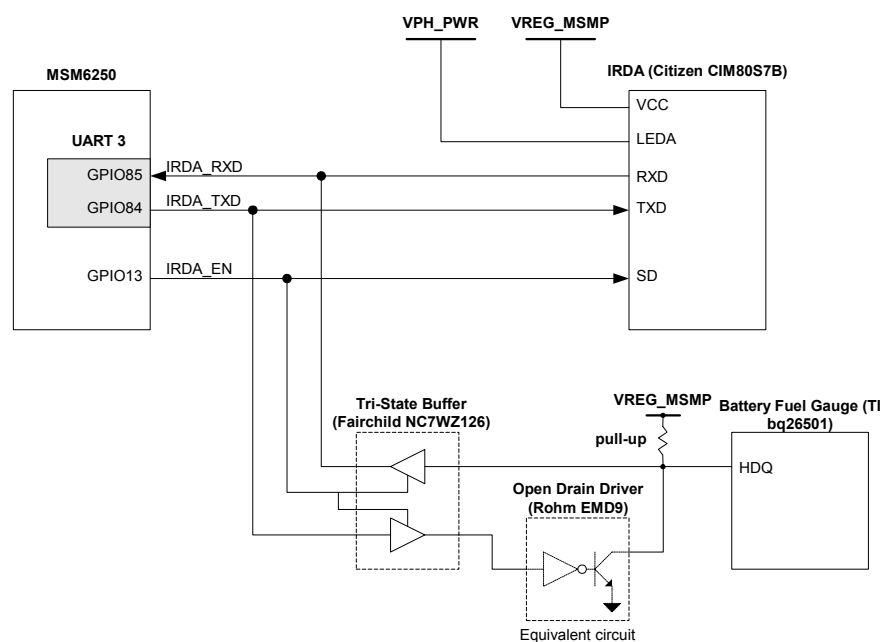 VPH_PWR
VREG_MSMP
MSM6250
IRDA (Citizen CIM80S7B)
VCC
UART 3
LEDA
GPIO85
IRDA_RXD
RXD
GPIO84
IRDA_TXD
TXD
GPIO13
IRDA_EN
SD
Tri-State Buffer
(Fairchild NC7WZ126)
VREG_MSMP
Battery Fuel Gauge (TI
bq26501)
pull-up
HDQ
Open Drain Driver
(Rohm EMD9)
Equivalent circuit